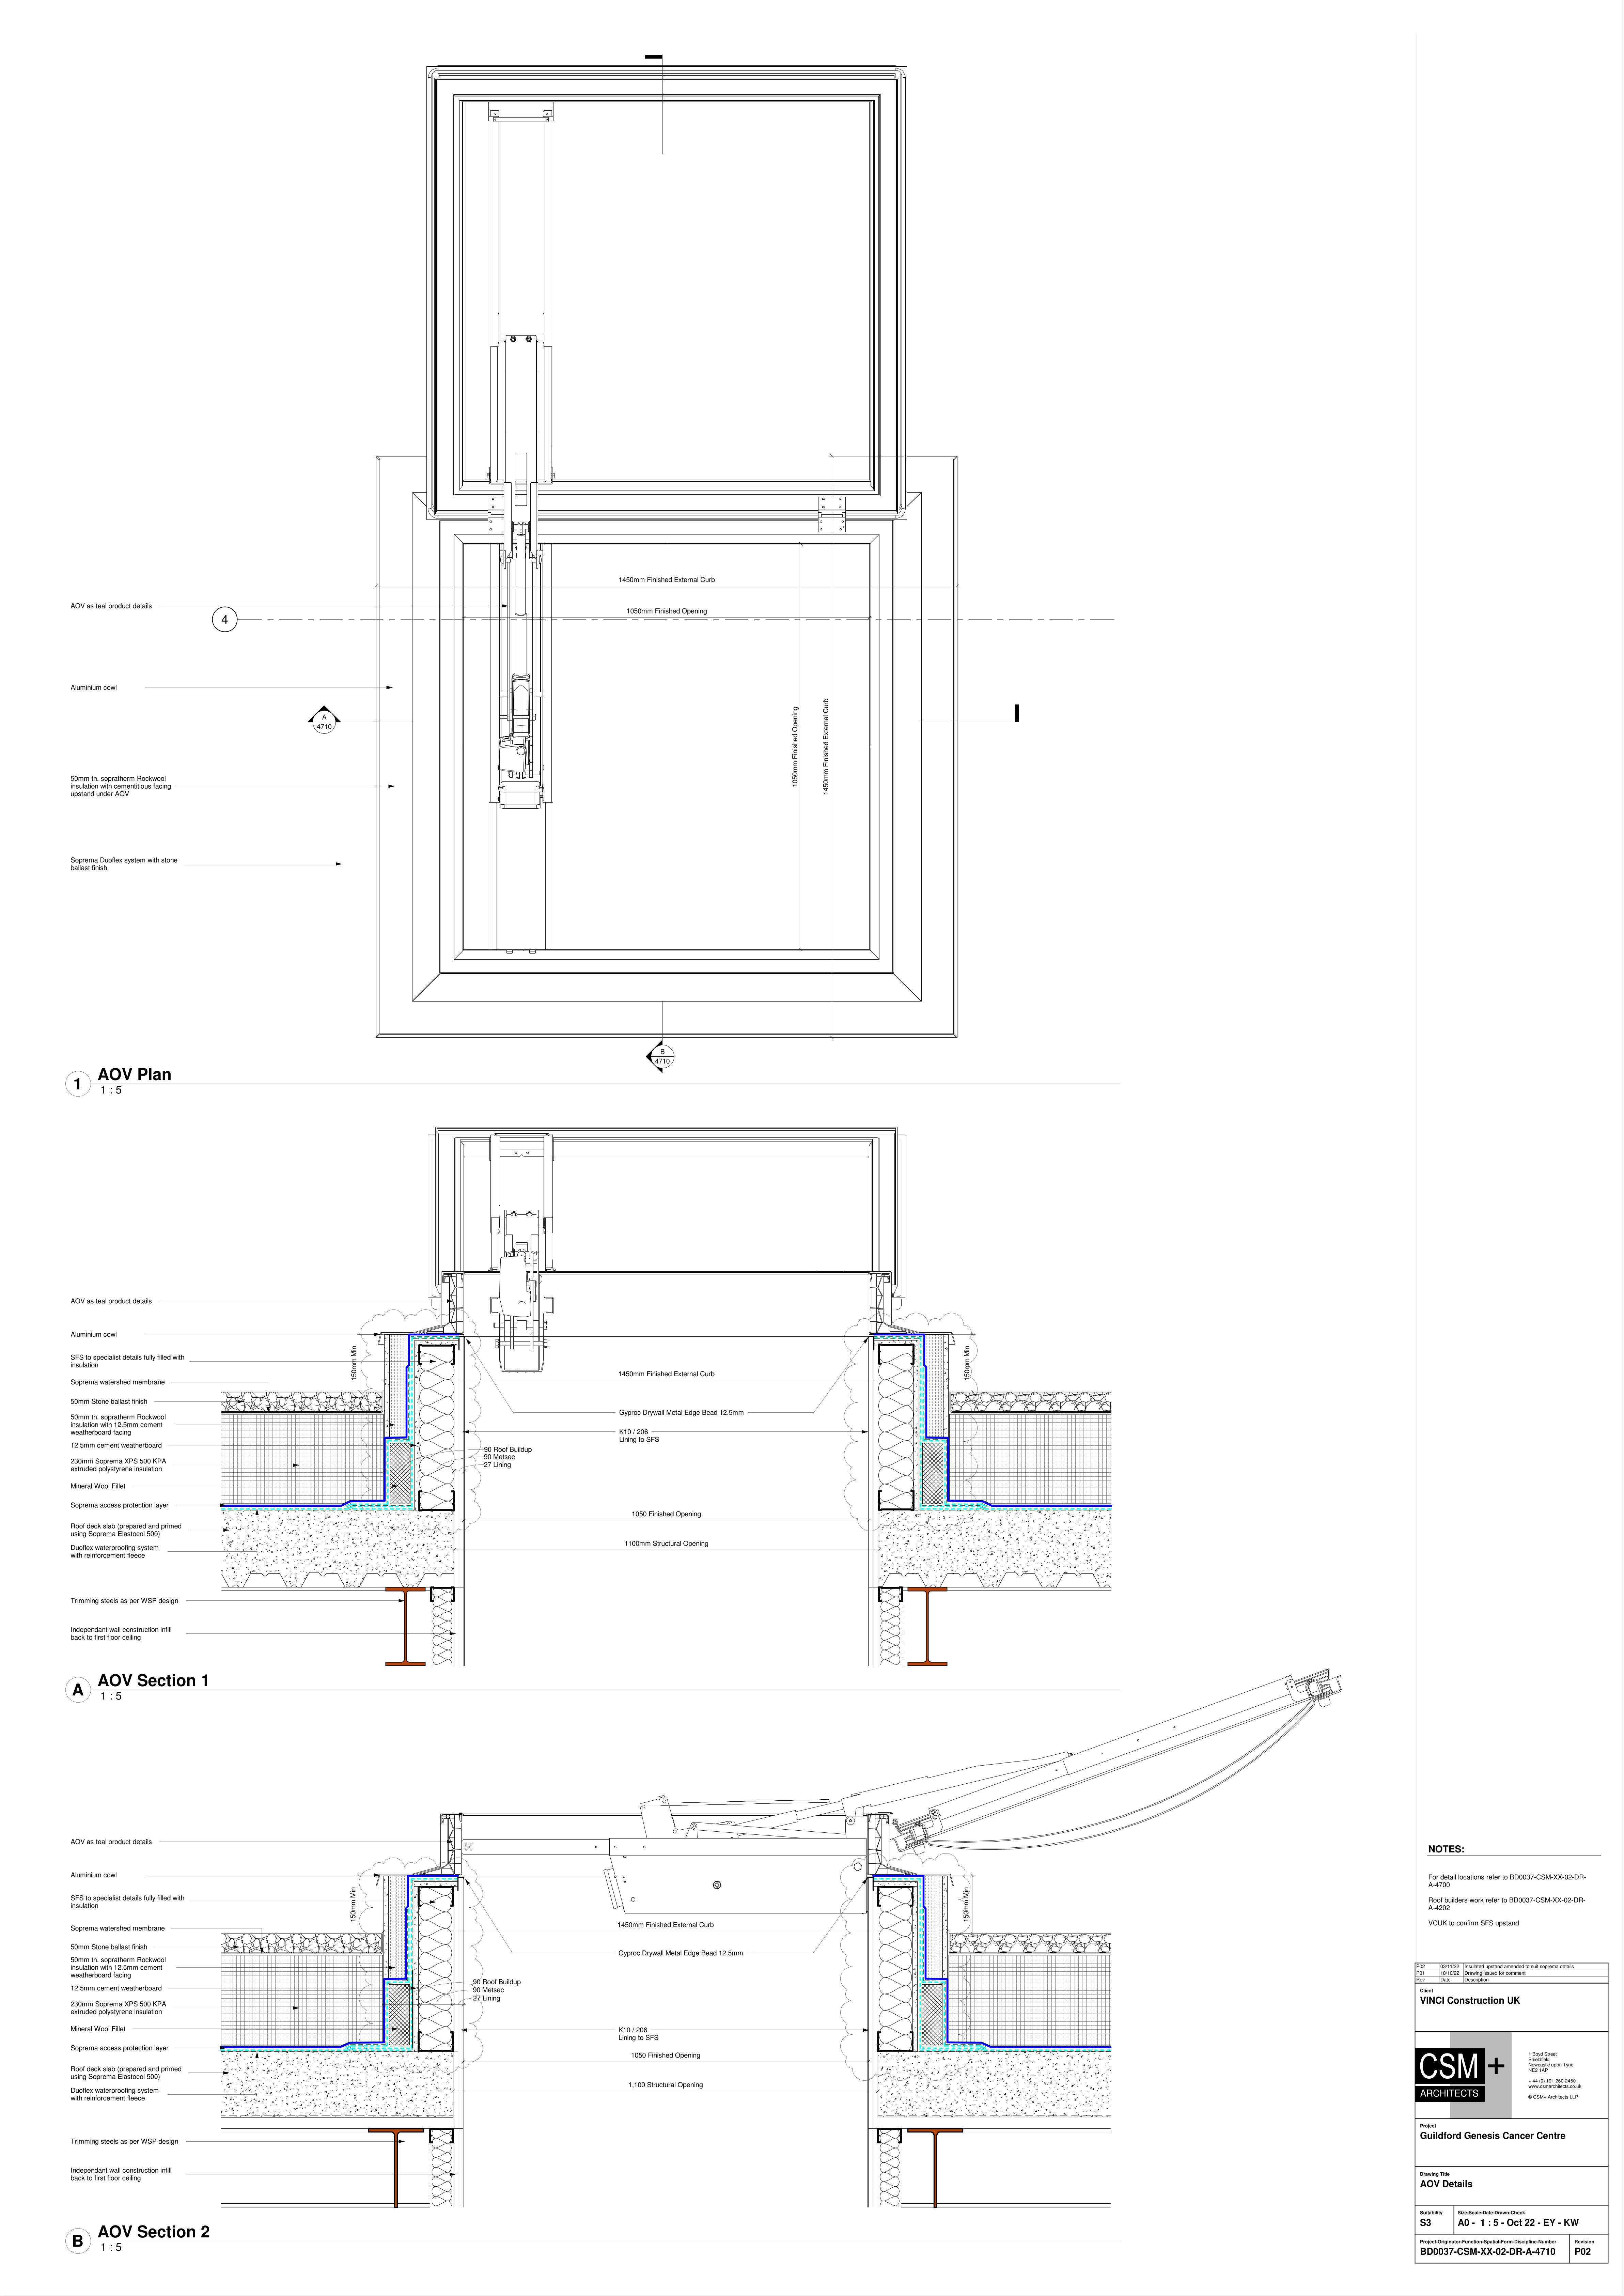 1450mm Finished External Curb
AOV as teal product details
1050mm Finished Opening
4
Aluminium cowl
A
4710
1050mm Finished Opening
1450mm Finished External Curb
50mm th. sopratherm Rockwool
insulation with cementitious facing
upstand under AOV
Soprema Duoflex system with stone
ballast finish
B
4710
1
AOV Plan
1 : 5
AOV as teal product details
Aluminium cowl
SFS to specialist details fully filled with
insulation
Soprema watershed membrane
50mm Stone ballast finish
50mm th. sopratherm Rockwool
insulation with 12.5mm cement
weatherboard facing
12.5mm cement weatherboard
230mm Soprema XPS 500 KPA
extruded polystyrene insulation
Mineral Wool Fillet
Soprema access protection layer
Roof deck slab (prepared and primed
using Soprema Elastocol 500)
Duoflex waterproofing system
with reinforcement fleece
Trimming steels as per WSP design
Independant wall construction infill
back to first floor ceiling
150mm Min
1450mm Finished External Curb
150mm Min
Gyproc Drywall Metal Edge Bead 12.5mm
K10 / 206
Lining to SFS
90 Roof Buildup
90 Metsec
27 Lining
1050 Finished Opening
1100mm Structural Opening
A
AOV Section 1
1 : 5
AOV as teal product details
Aluminium cowl
SFS to specialist details fully filled with
insulation
Soprema watershed membrane
50mm Stone ballast finish
50mm th. sopratherm Rockwool
insulation with 12.5mm cement
weatherboard facing
12.5mm cement weatherboard
230mm Soprema XPS 500 KPA
extruded polystyrene insulation
Mineral Wool Fillet
Soprema access protection layer
Roof deck slab (prepared and primed
using Soprema Elastocol 500)
Duoflex waterproofing system
with reinforcement fleece
Trimming steels as per WSP design
Independant wall construction infill
back to first floor ceiling
150mm Min
1450mm Finished External Curb
150mm Min
Gyproc Drywall Metal Edge Bead 12.5mm
90 Roof Buildup
90 Metsec
27 Lining
K10 / 206
Lining to SFS
1050 Finished Opening
1,100 Structural Opening
B
AOV Section 2
1 : 5
NOTES:
For detail locations refer to BD0037-CSM-XX-02-DR-
A-4700
Roof builders work refer to BD0037-CSM-XX-02-DR-
A-4202
VCUK to confirm SFS upstand
P02 03/11/22 Insulated upstand amended to suit soprema details
P01 18/10/22 Drawing issued for comment
Rev Date Description
Client
VINCI Construction UK
CSM +
ARCHITECTS
1 Boyd Street
Shieldfield
Newcastle upon Tyne
NE2 1AP
+ 44 (0) 191 260-2450
www.csmarchitects.co.uk
© CSM+ Architects LLP
Project
Guildford Genesis Cancer Centre
Drawing Title
AOV Details
Suitability
S3
Size-Scale-Date-Drawn-Check
A0 - 1 : 5 - Oct 22 - EY - KW
Project-Originator-Function-Spatial-Form-Discipline-Number
BD0037-CSM-XX-02-DR-A-4710
Revision
P02